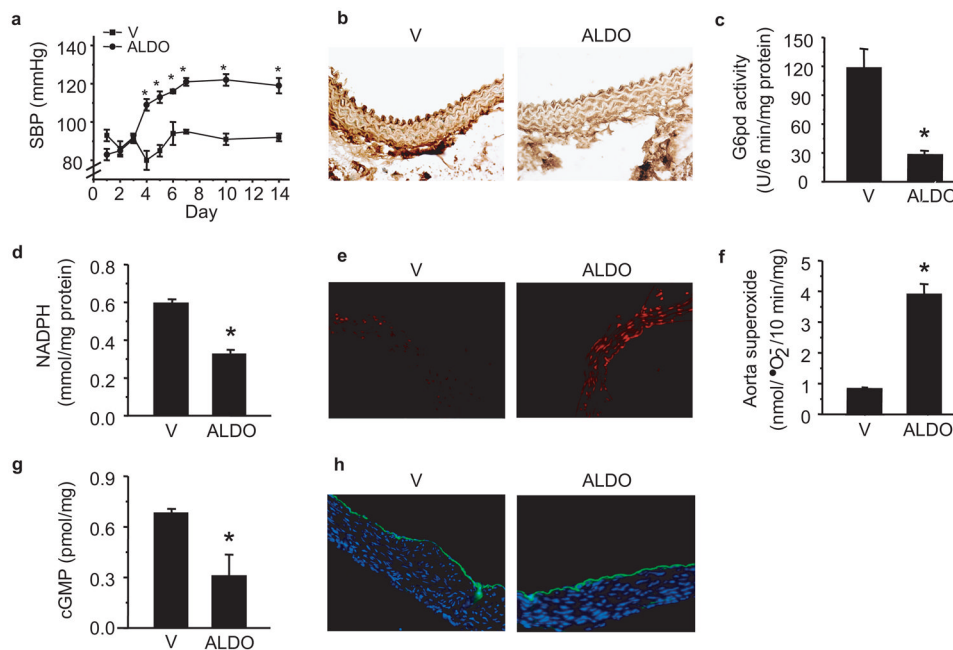 a
V
ALDO
SBP (mmHg)
140
120
100
80
* * * * * *
0 2 4 6 8 10 12 14
Day
b
V ALDO
c
G6pd activity
(U/6 min/mg protein)
150
120
90
60
30
0
*
V ALDO
d
NADPH
(mmol/mg protein)
0.8
0.6
0.4
0.2
0.0
*
V ALDO
e
V ALDO
f
Aorta superoxide
(nmol/ •O2-/10 min/mg)
5
4
3
2
1
0
*
V ALDO
g
cGMP (pmol/mg)
0.9
0.6
0.3
0.0
*
V ALDO
h
V ALDO